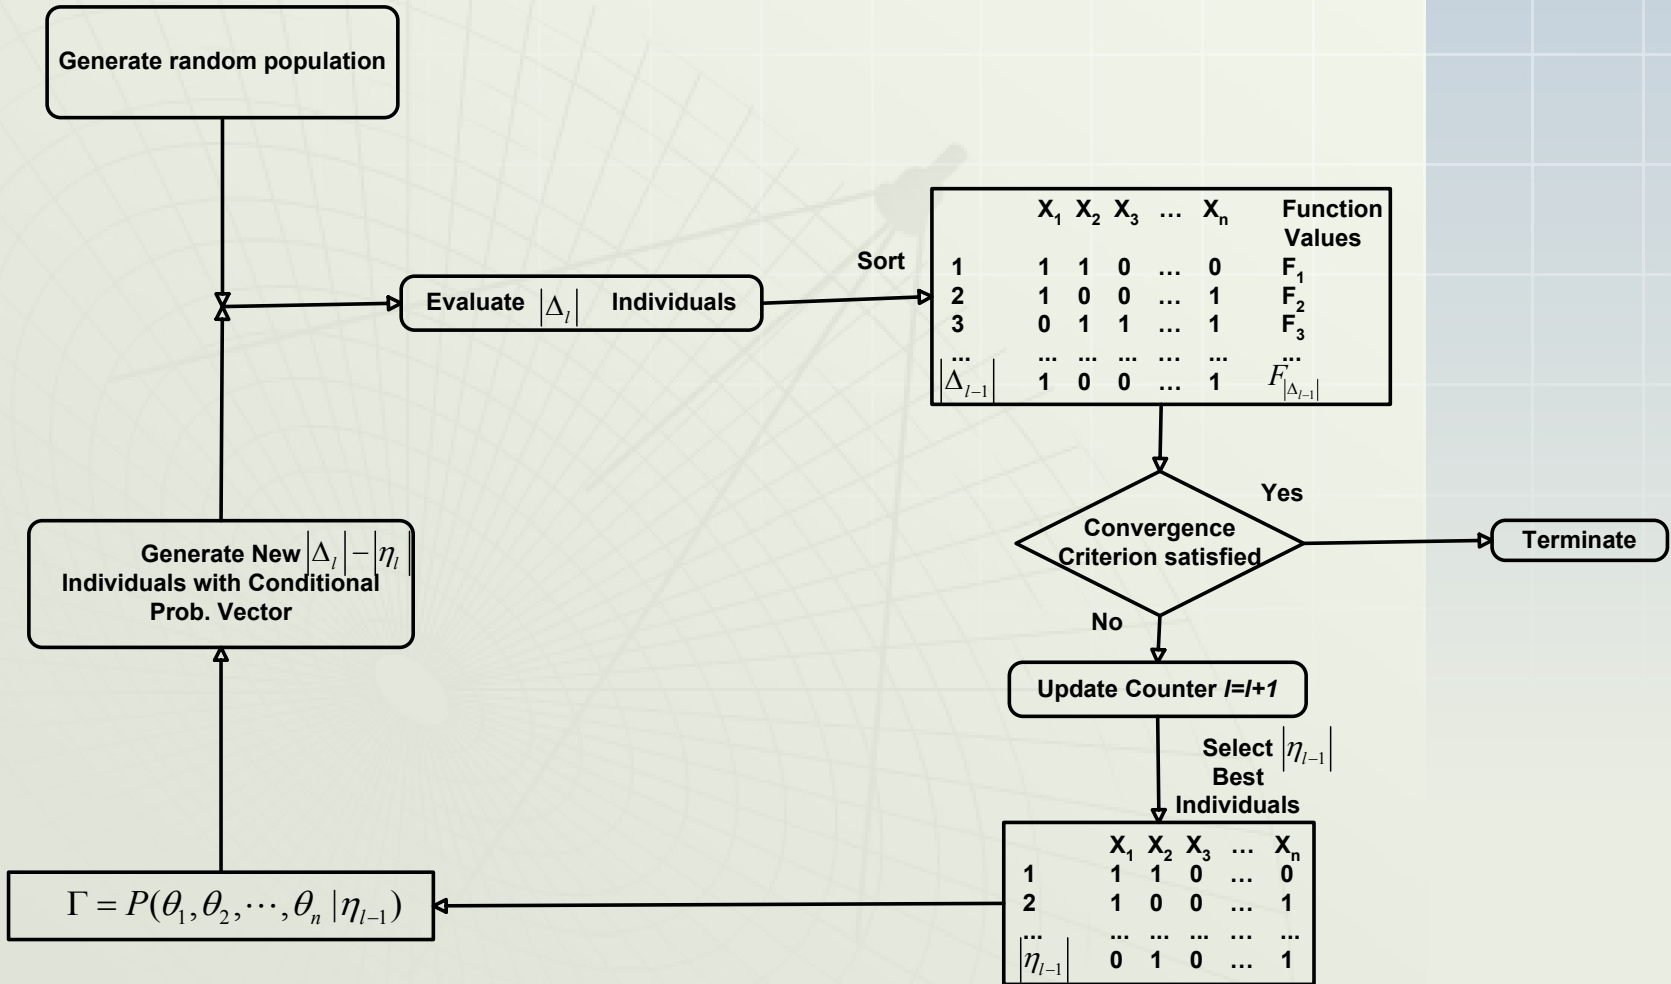 Generate random population
Evaluate |Δ_l| Individuals
Sort
X_1 X_2 X_3 … X_n Function
Values
1 1 1 0 … 0 F_1
2 1 0 0 … 1 F_2
3 0 1 1 … 1 F_3
... ... ... ... ... ... ...
|Δ_{l−1}| 1 0 0 … 1 F_{|Δ_{l−1}|}
Convergence
Criterion satisfied
Yes
Terminate
No
Update Counter l=l+1
Select |η_{l−1}|
Best
Individuals
X_1 X_2 X_3 … X_n
1 1 1 0 … 0
2 1 0 0 … 1
... ... ... ... ... ...
|η_{l−1}| 0 1 0 … 1
Γ = P(θ_1, θ_2, ⋯, θ_n | η_{l−1})
Generate New |Δ_l| − |η_l|
Individuals with Conditional
Prob. Vector